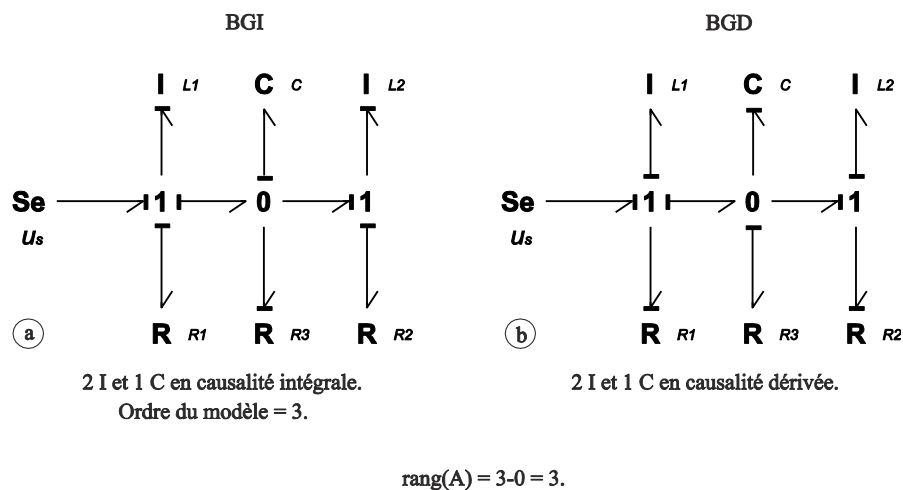 BGI BGD
I L1 C C I L2 I L1 C C I L2
Se 1 0 1 Se 1 0 1
us us
a R R1 R R3 R R2 b R R1 R R3 R R2
2 I et 1 C en causalité intégrale. 2 I et 1 C en causalité dérivée.
Ordre du modèle = 3.
rang(A) = 3-0 = 3.